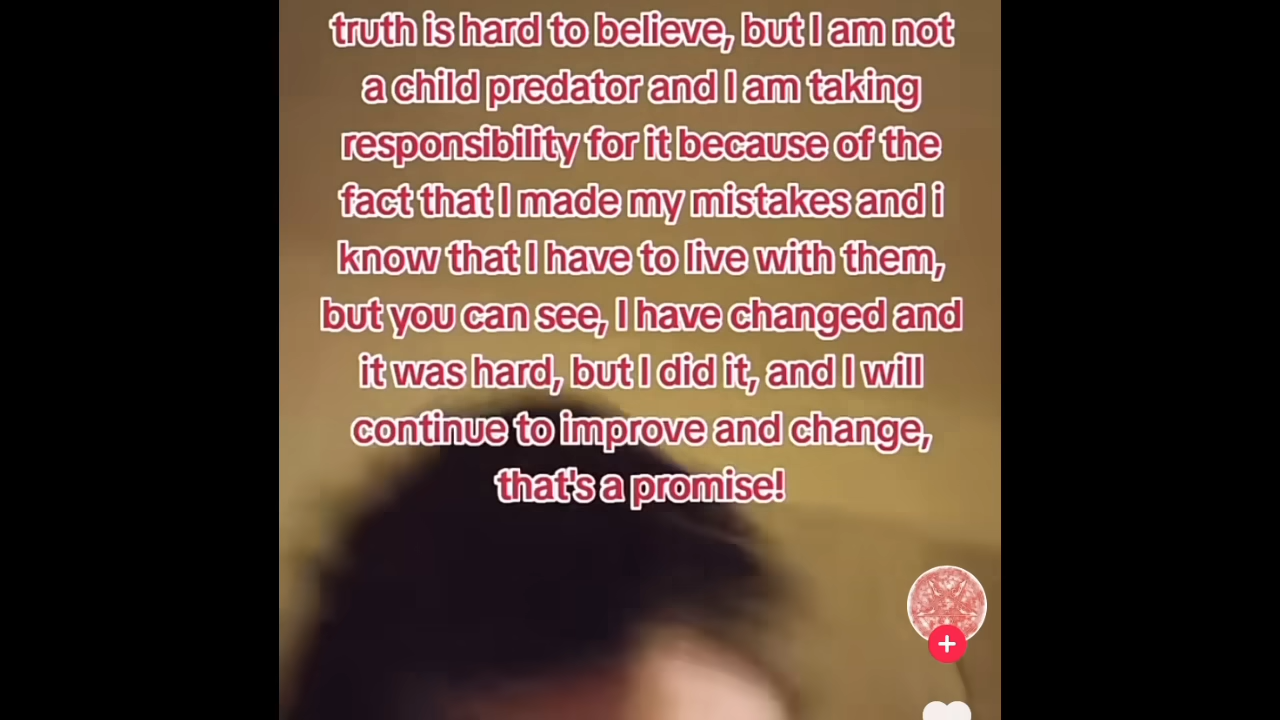 truth is hard to believe, but I am not
a child predator and I am taking
responsibility for it because of the
fact that I made my mistakes and i
know that I have to live with them,
but you can see, I have changed and
it was hard, but I did it, and I will
continue to improve and change,
that's a promise!